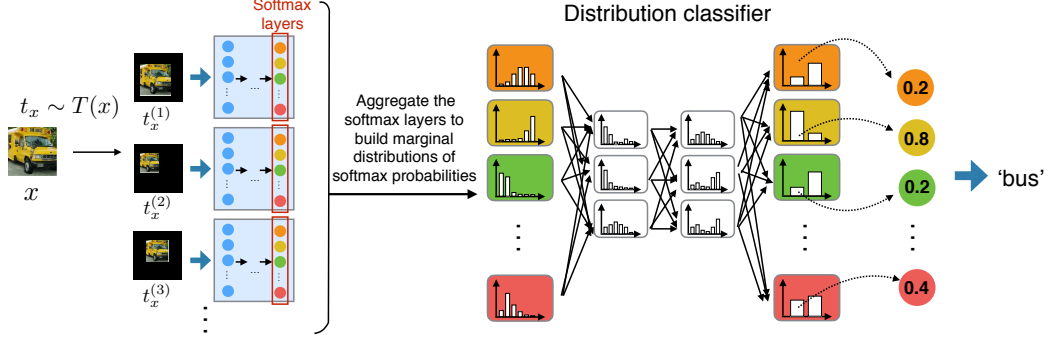 Softmax
layers
Distribution classifier
t_x ∼ T(x)
x
t_x^{(1)}
t_x^{(2)}
t_x^{(3)}
...
...
...
Aggregate the
softmax layers to
build marginal
distributions of
softmax probabilities
0.2
0.8
0.2
0.4
'bus'